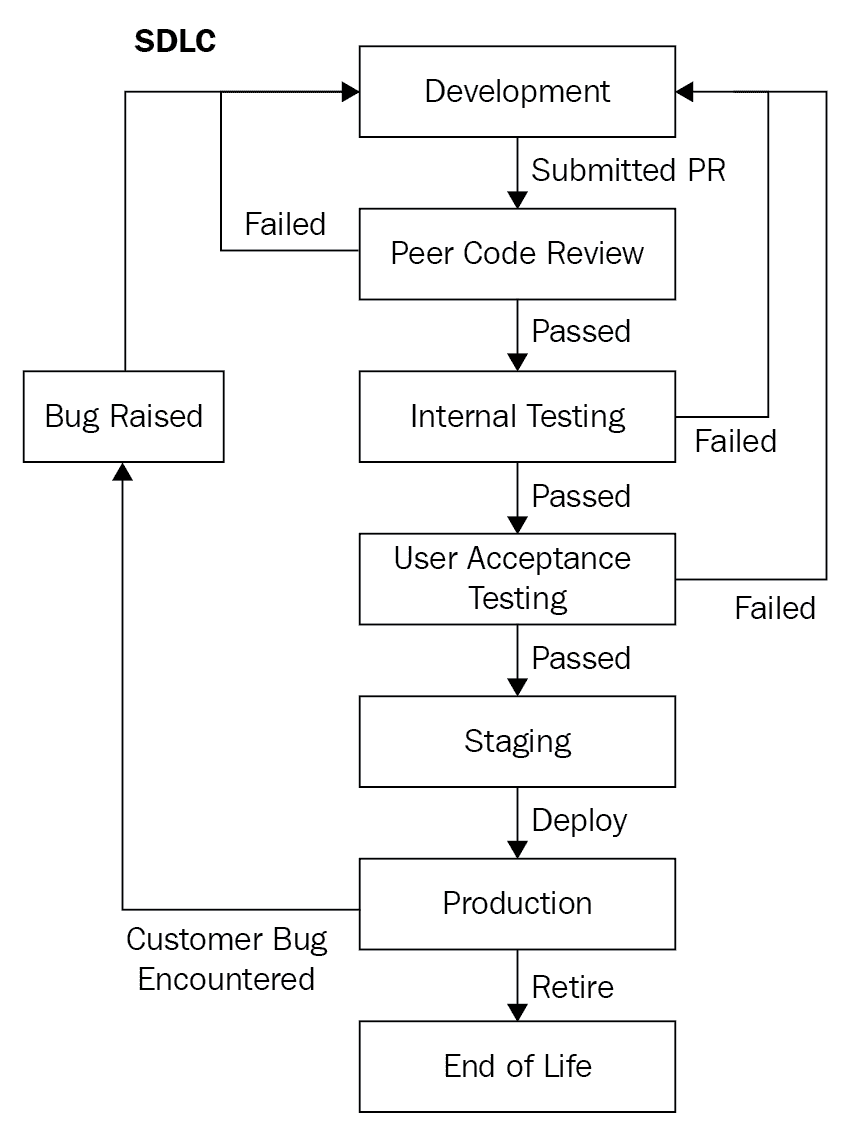 SDLC
Development
Submitted PR
Failed
Peer Code Review
Passed
Bug Raised
Internal Testing
Failed
Passed
User Acceptance
Testing
Failed
Passed
Staging
Deploy
Production
Customer Bug
Encountered
Retire
End of Life